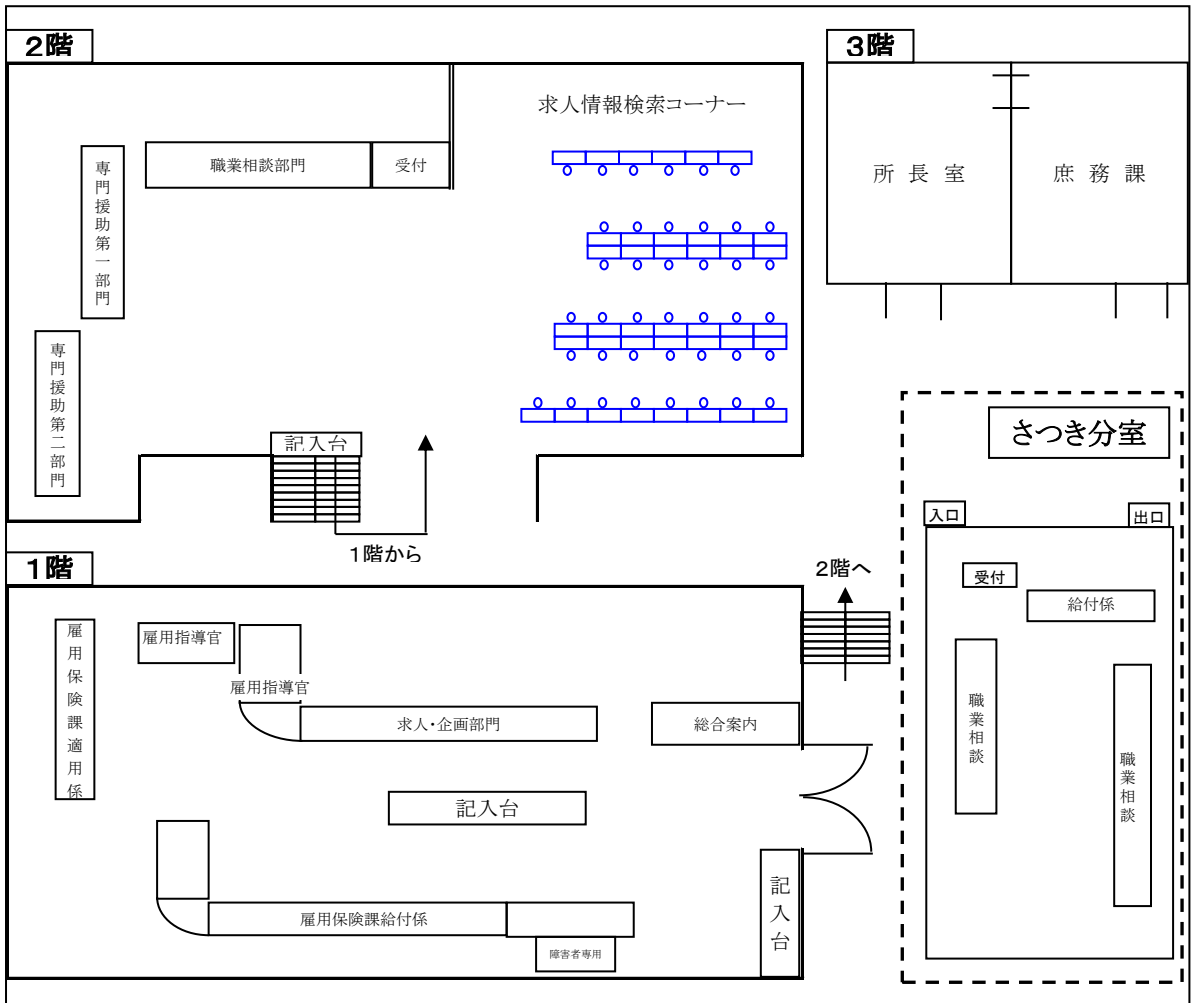 2階
求人情報検索コーナー
職業相談部門
受付
専門援助第一部門
専門援助第二部門
記入台
1階から
3階
所長室
庶務課
さつき分室
入口
出口
受付
給付係
職業相談
職業相談
1階
2階へ
雇用保険課適用係
雇用指導官
雇用指導官
求人・企画部門
総合案内
記入台
記入台
雇用保険課給付係
障害者専用